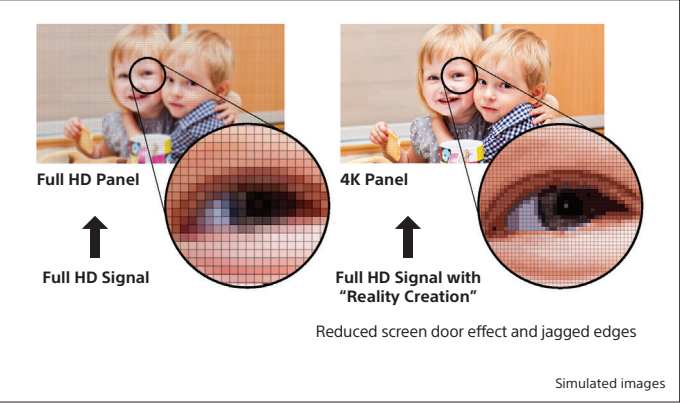 Full HD Panel
4K Panel
Full HD Signal
Full HD Signal with
“Reality Creation”
Reduced screen door effect and jagged edges
Simulated images